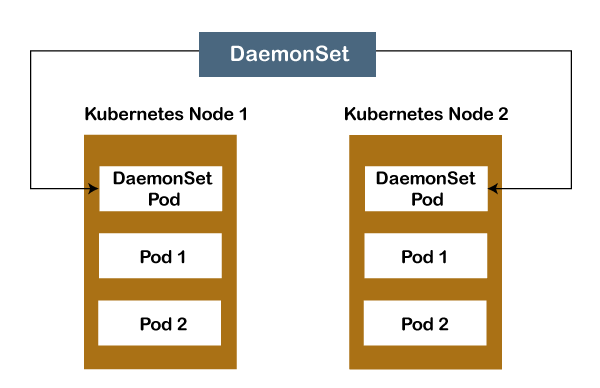 DaemonSet
Kubernetes Node 1
Kubernetes Node 2
DaemonSet
Pod
Pod 1
Pod 2
DaemonSet
Pod
Pod 1
Pod 2